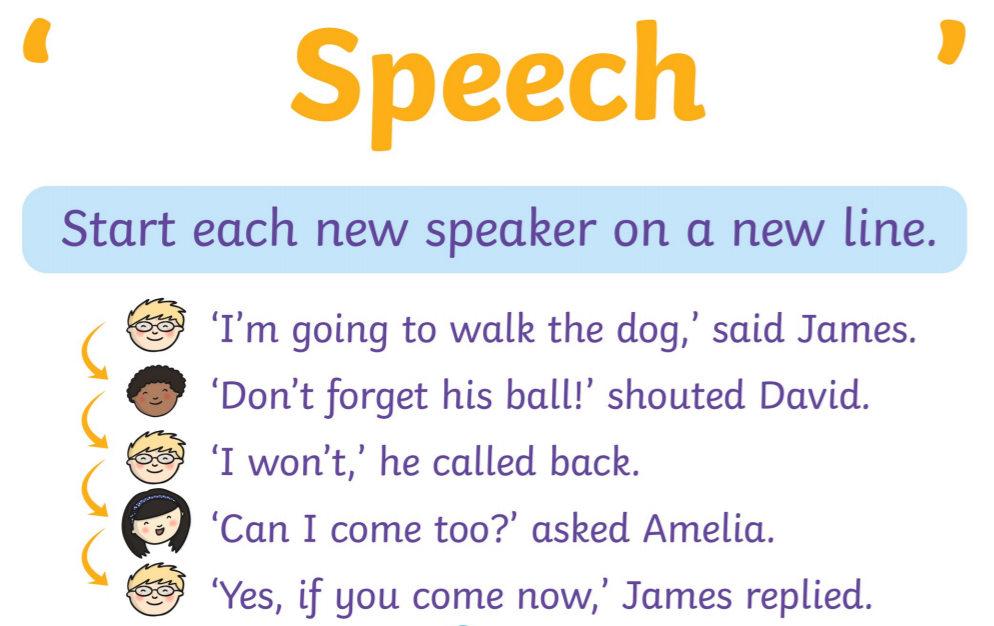 ‘ Speech ’
Start each new speaker on a new line.
‘I’m going to walk the dog,’ said James.
‘Don’t forget his ball!’ shouted David.
‘I won’t,’ he called back.
‘Can I come too?’ asked Amelia.
‘Yes, if you come now,’ James replied.